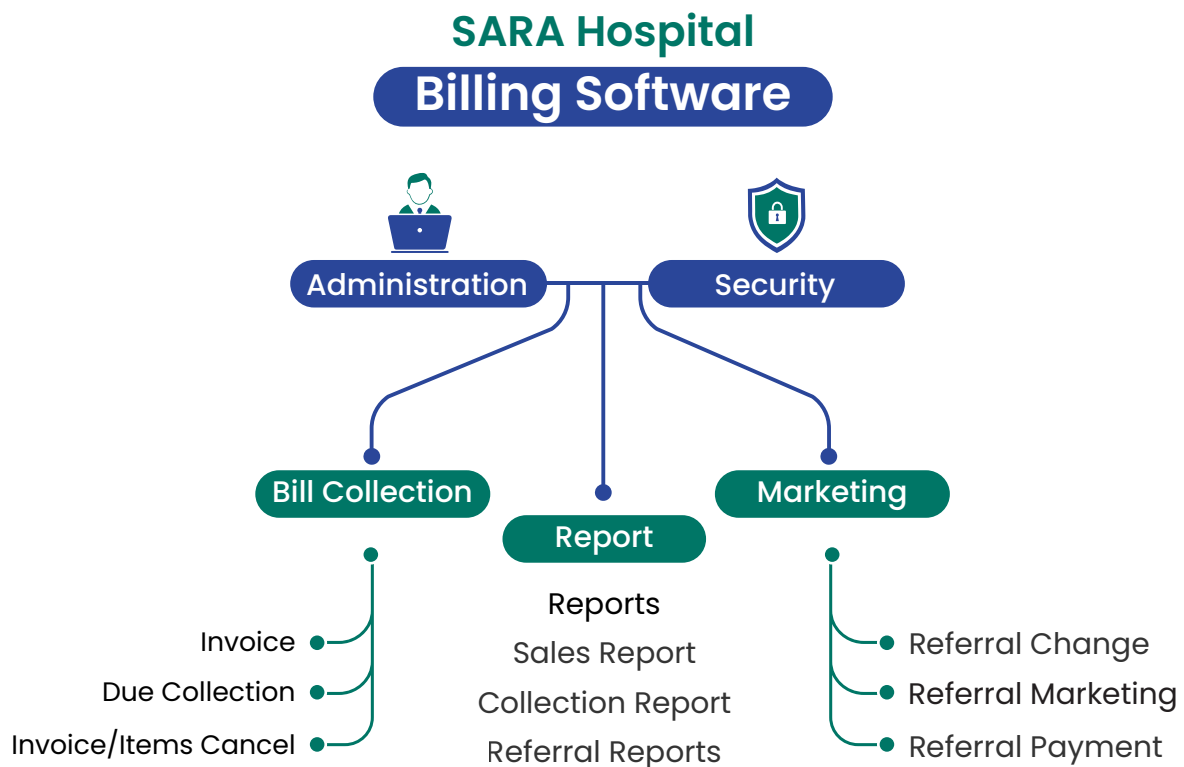 SARA Hospital
Billing Software
Administration
Security
Bill Collection
Marketing
Report
Reports
Invoice
Sales Report
Referral Change
Due Collection
Collection Report
Referral Marketing
Invoice/Items Cancel
Referral Reports
Referral Payment